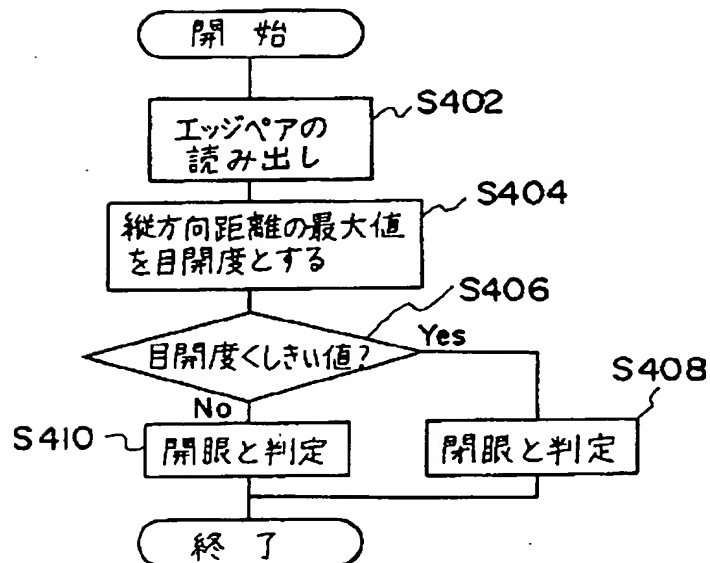 開始
S402
エッジペアの
読み出し
S404
縦方向距離の最大値
を目開度とする
S406
目開度<しきい値?
Yes
No
S408
S410
開眼と判定
閉眼と判定
終了